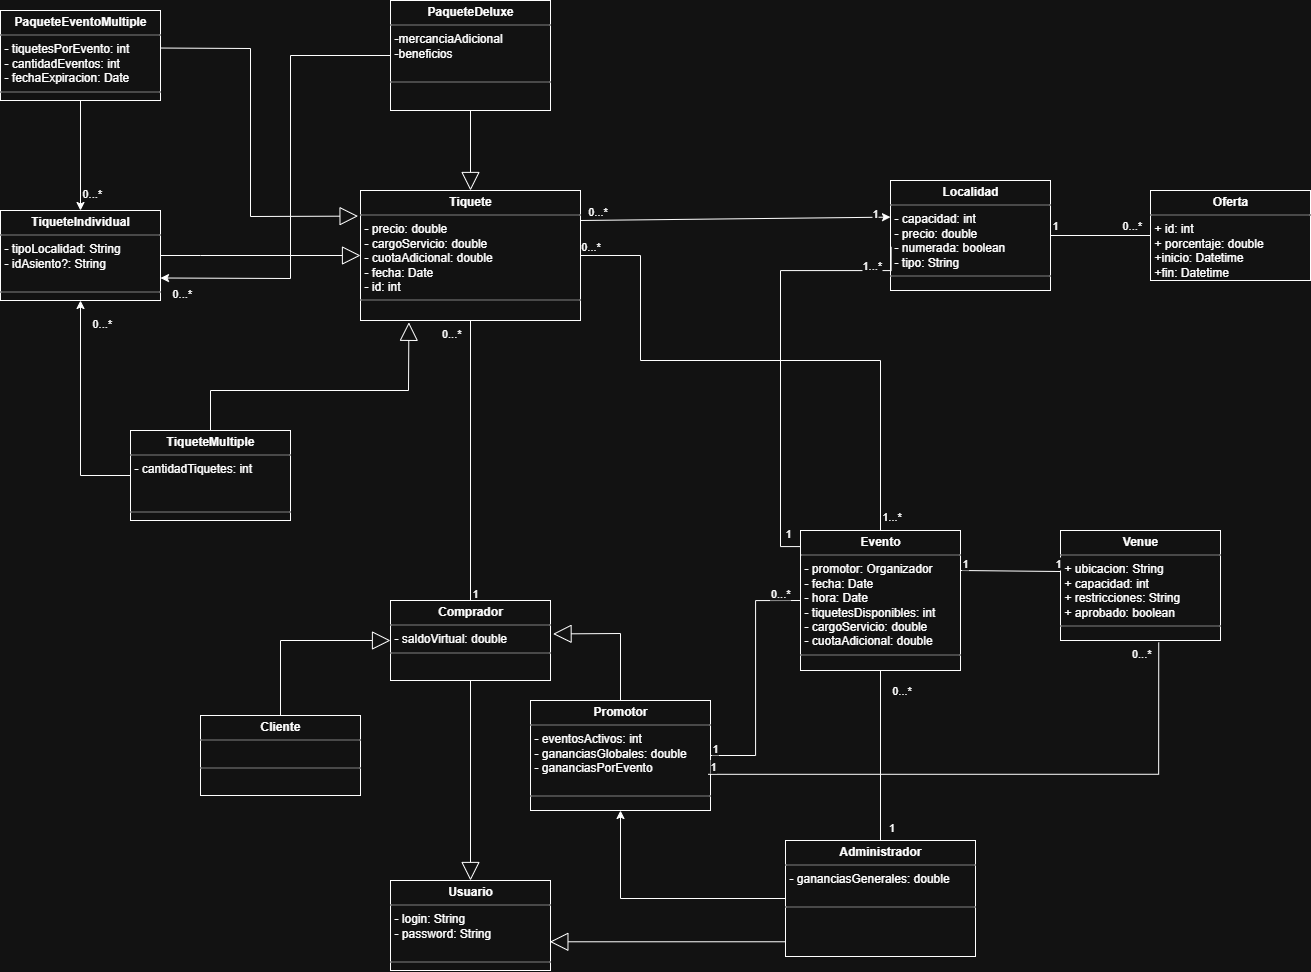 PaqueteEventoMultiple
- tiquetesPorEvento: int
- cantidadEventos: int
- fechaExpiracion: Date
PaqueteDeluxe
-mercanciaAdicional
-beneficios
0...*
TiqueteIndividual
- tipoLocalidad: String
- idAsiento?: String
0...*
0...*
Tiquete
- precio: double
- cargoServicio: double
- cuotaAdicional: double
- fecha: Date
- id: int
0...*
0...*
0...*
1
Localidad
- capacidad: int
- precio: double
- numerada: boolean
- tipo: String
1...*
1
0...*
Oferta
+ id: int
+ porcentaje: double
+inicio: Datetime
+fin: Datetime
TiqueteMultiple
- cantidadTiquetes: int
1...*
1
Evento
- promotor: Organizador
- fecha: Date
- hora: Date
- tiquetesDisponibles: int
- cargoServicio: double
- cuotaAdicional: double
1
1
0...*
0...*
Venue
+ ubicacion: String
+ capacidad: int
+ restricciones: String
+ aprobado: boolean
0...*
1
Comprador
- saldoVirtual: double
Cliente
Promotor
- eventosActivos: int
- gananciasGlobales: double
- gananciasPorEvento
1
1
1
Administrador
- gananciasGenerales: double
Usuario
- login: String
- password: String